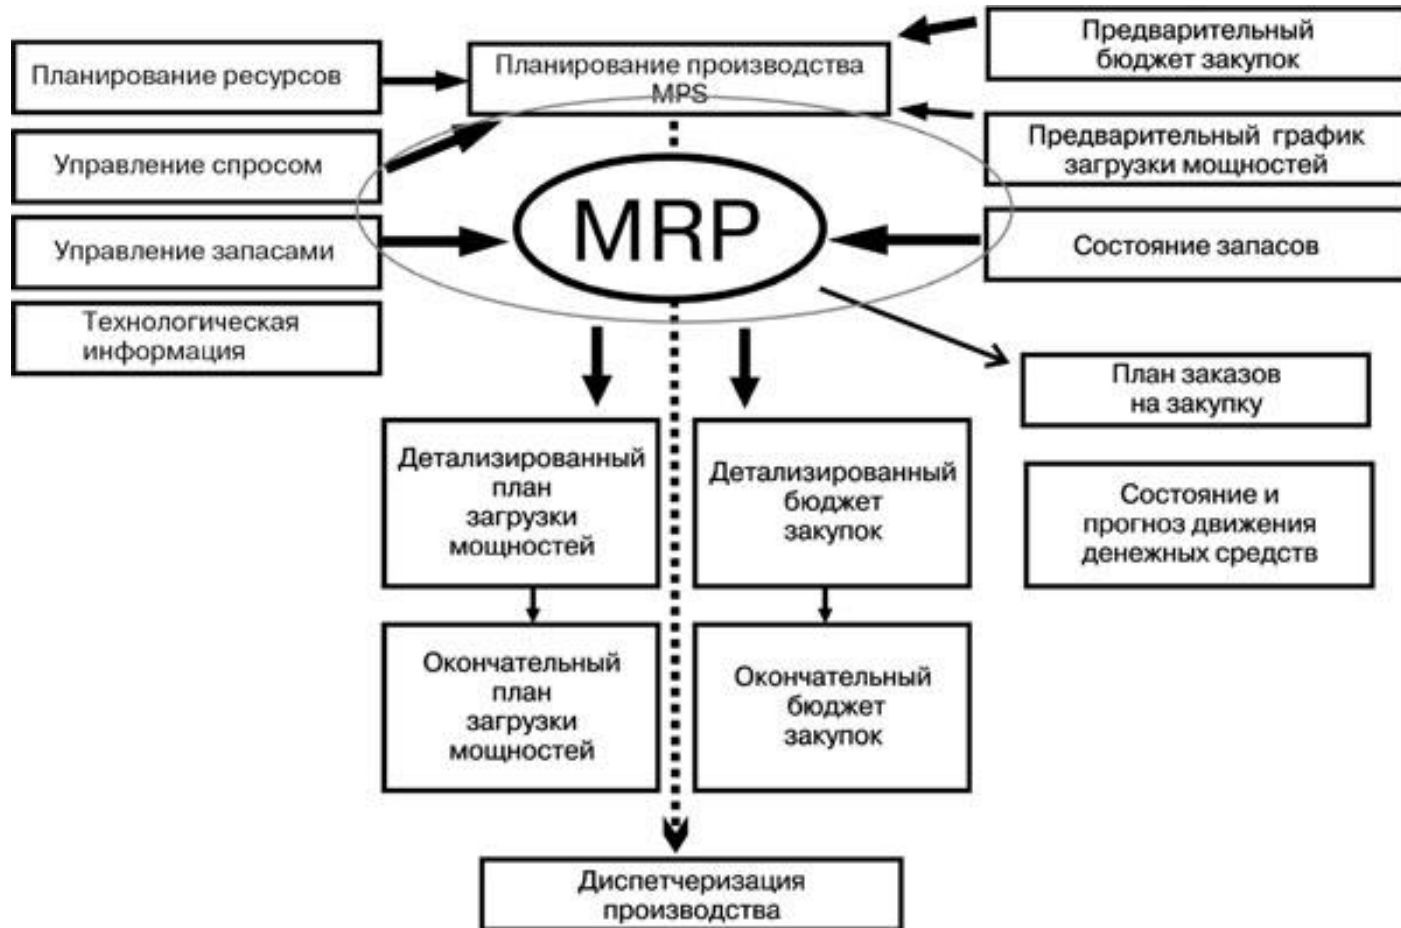 Планирование ресурсов
Управление спросом
Управление запасами
Технологическая
информация
Планирование производства
MPS
MRP
Предварительный
бюджет закупок
Предварительный график
загрузки мощностей
Состояние запасов
План заказов
на закупку
Состояние и
прогноз движения
денежных средств
Детализированный
план
загрузки
мощностей
Детализированный
бюджет
закупок
Окончательный
план
загрузки
мощностей
Окончательный
бюджет
закупок
Диспетчеризация
производства